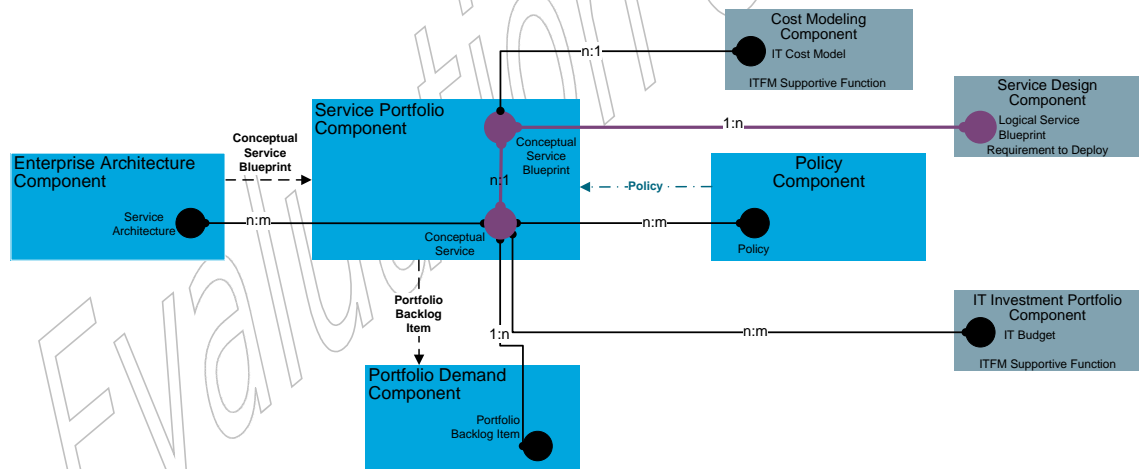 Cost Modeling
Component
IT Cost Model
ITFM Supportive Function
n:1
Service Design
Component
Logical Service
Blueprint
Requirement to Deploy
1:n
Service Portfolio
Component
Conceptual
Service
Blueprint
n:1
Conceptual
Service
Conceptual
Service
Blueprint
Enterprise Architecture
Component
Service
Architecture
n:m
Policy
Component
Policy
-Policy
n:m
Portfolio
Backlog
Item
1:n
n:m
IT Investment Portfolio
Component
IT Budget
ITFM Supportive Function
Portfolio Demand
Component
Portfolio
Backlog Item
Evaluation